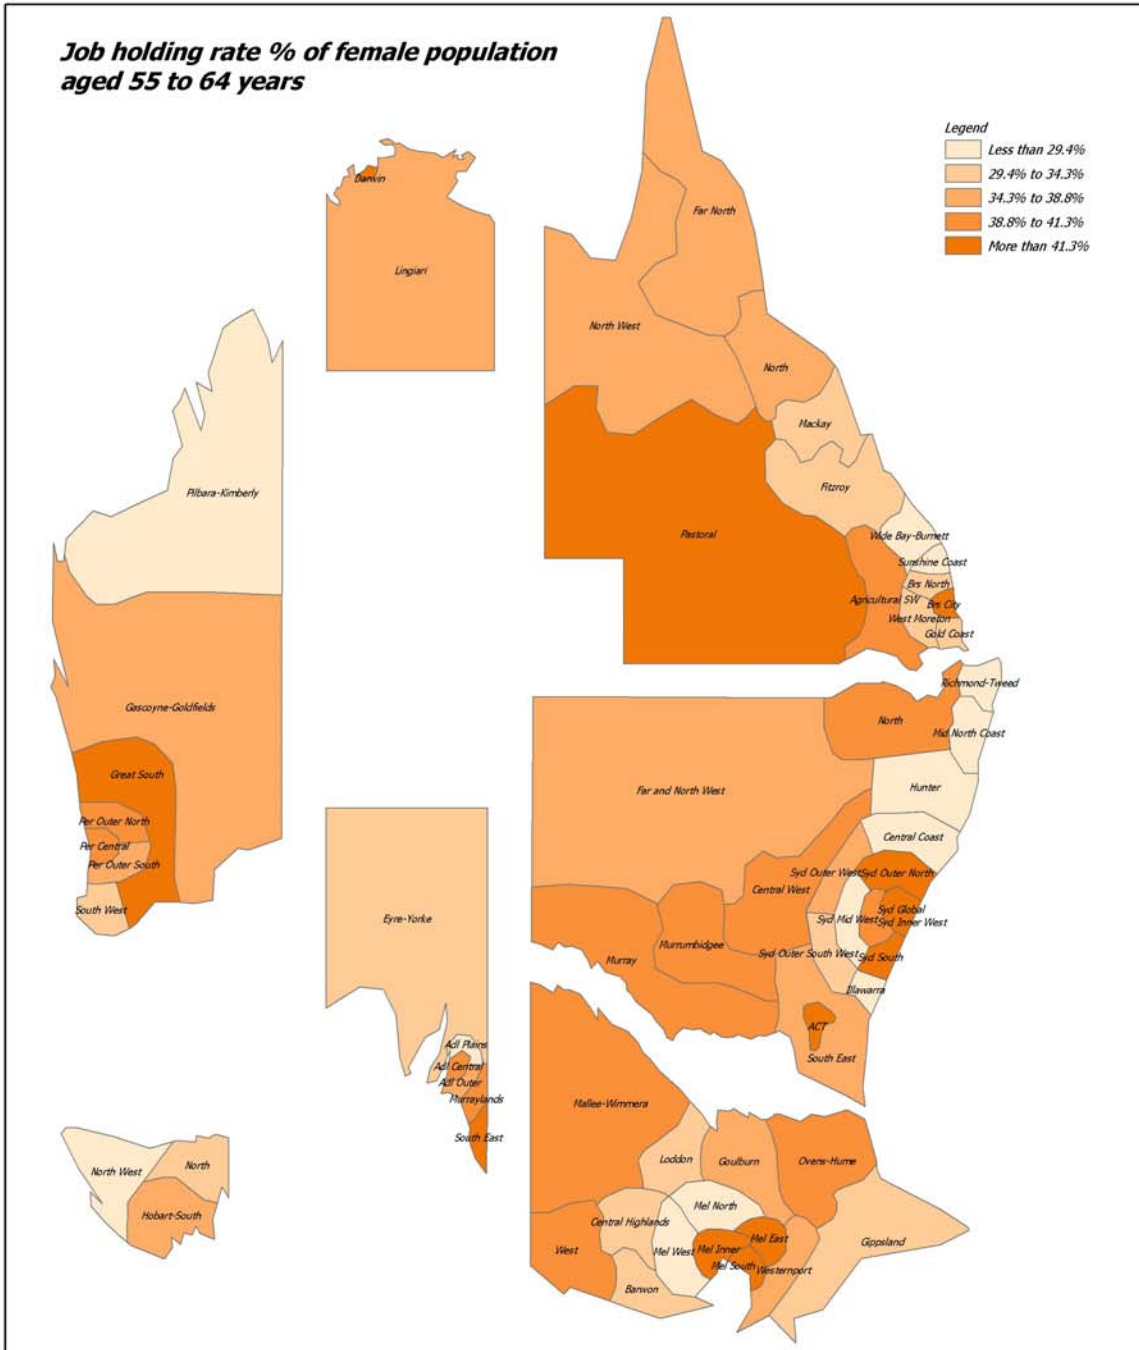 Job holding rate % of female population
aged 55 to 64 years
Legend
Less than 29.4%
29.4% to 34.3%
34.3% to 38.8%
38.8% to 41.3%
More than 41.3%
Darwin
Lingiari
Far North
North West
North
Mackay
Fitzroy
Pastoral
Wide Bay-Burnett
Sunshine Coast
Brs North
Agricultural SW
Brs City
West Moreton
Gold Coast
Pilbara-Kimberly
Gascoyne-Goldfields
Great South
Per Outer North
Per Central
Per Outer South
South West
Richmond-Tweed
North
Mid North Coast
Hunter
Far and North West
Central Coast
Syd Outer West
Syd Outer North
Central West
Syd Global
Syd Mid West
Syd Inner West
Murrumbidgee
Syd Outer South West
Syd South
Murray
Illawarra
ACT
South East
Eyre-Yorke
Adl Plains
Adl Central
Adl Outer
Murraylands
South East
Mallee-Wimmera
Loddon
Goulburn
Ovens-Hume
Mel North
Central Highlands
Mel East
Gippsland
West
Mel West
Mel Inner
Mel South
Westernport
Barwon
North West
North
Hobart-South